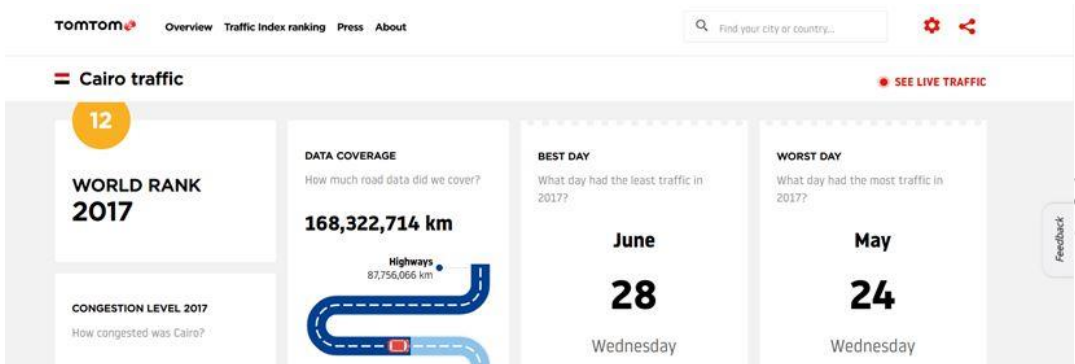 TOMTOM
Overview Traffic Index ranking Press About
Find your city or country...
Cairo traffic
SEE LIVE TRAFFIC
12
WORLD RANK
2017
CONGESTION LEVEL 2017
How congested was Cairo?
DATA COVERAGE
How much road data did we cover?
168,322,714 km
Highways
87,756,066 km
BEST DAY
What day had the least traffic in
2017?
June
28
Wednesday
WORST DAY
What day had the most traffic in
2017?
May
24
Wednesday
Feedback